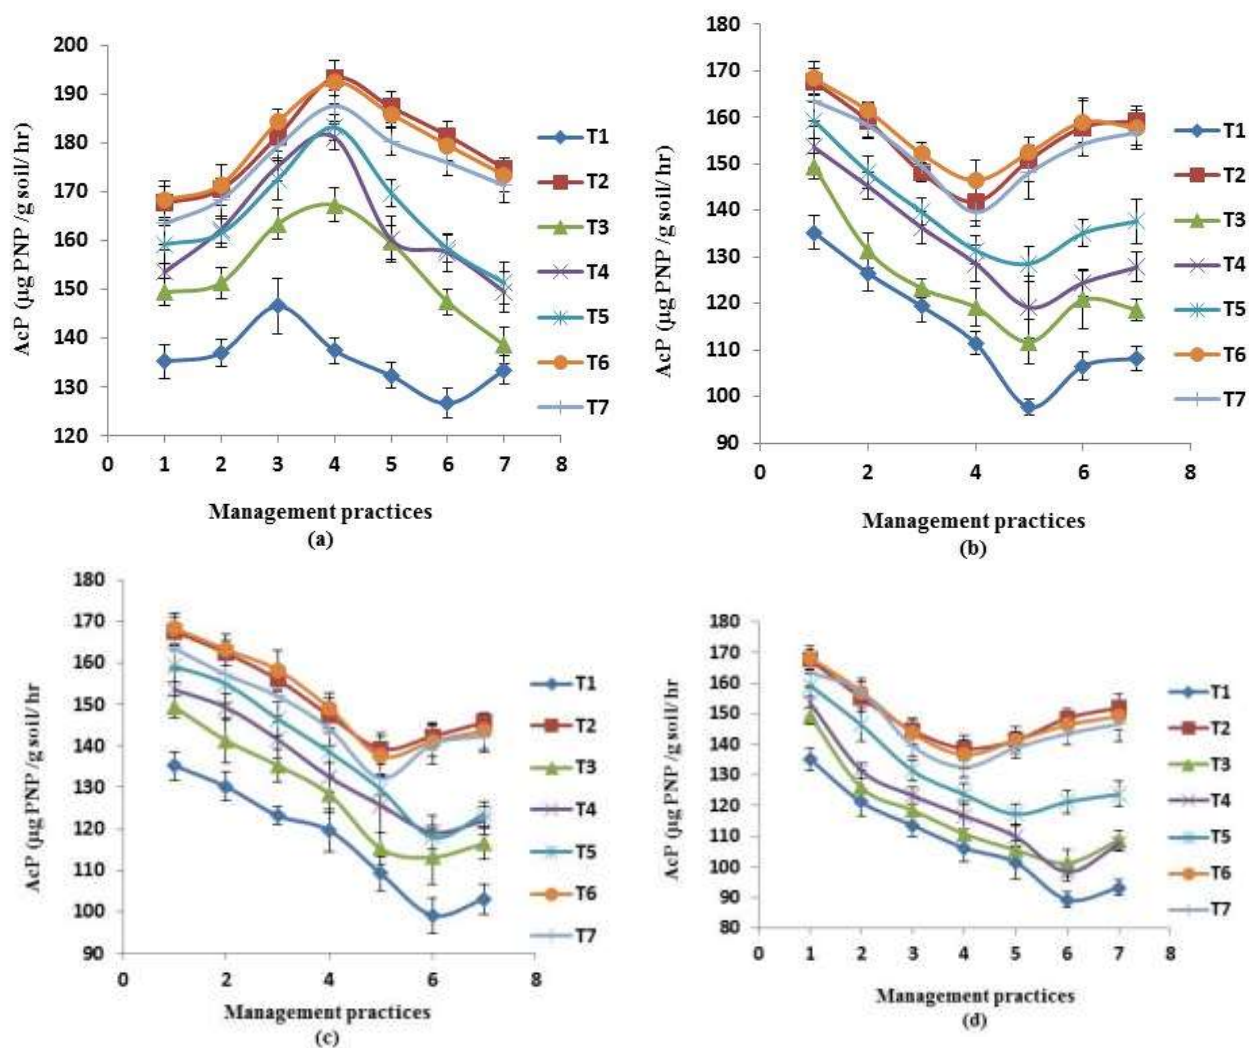 200
190
180
170
160
150
140
130
120
AcP (µg PNP /g soil/ hr)
0 1 2 3 4 5 6 7 8
Management practices
(a)
T1
T2
T3
T4
T5
T6
T7
180
170
160
150
140
130
120
110
100
90
AcP (µg PNP /g soil/ hr)
0 2 4 6 8
Management practices
(b)
T1
T2
T3
T4
T5
T6
T7
180
170
160
150
140
130
120
110
100
90
AcP (µg PNP /g soil/ hr
0 2 4 6 8
Management practices
(c)
T1
T2
T3
T4
T5
T6
T7
180
170
160
150
140
130
120
110
100
90
80
AcP (µg PNP /g soil/ hr
0 1 2 3 4 5 6 7 8
Management practices
(d)
T1
T2
T3
T4
T5
T6
T7